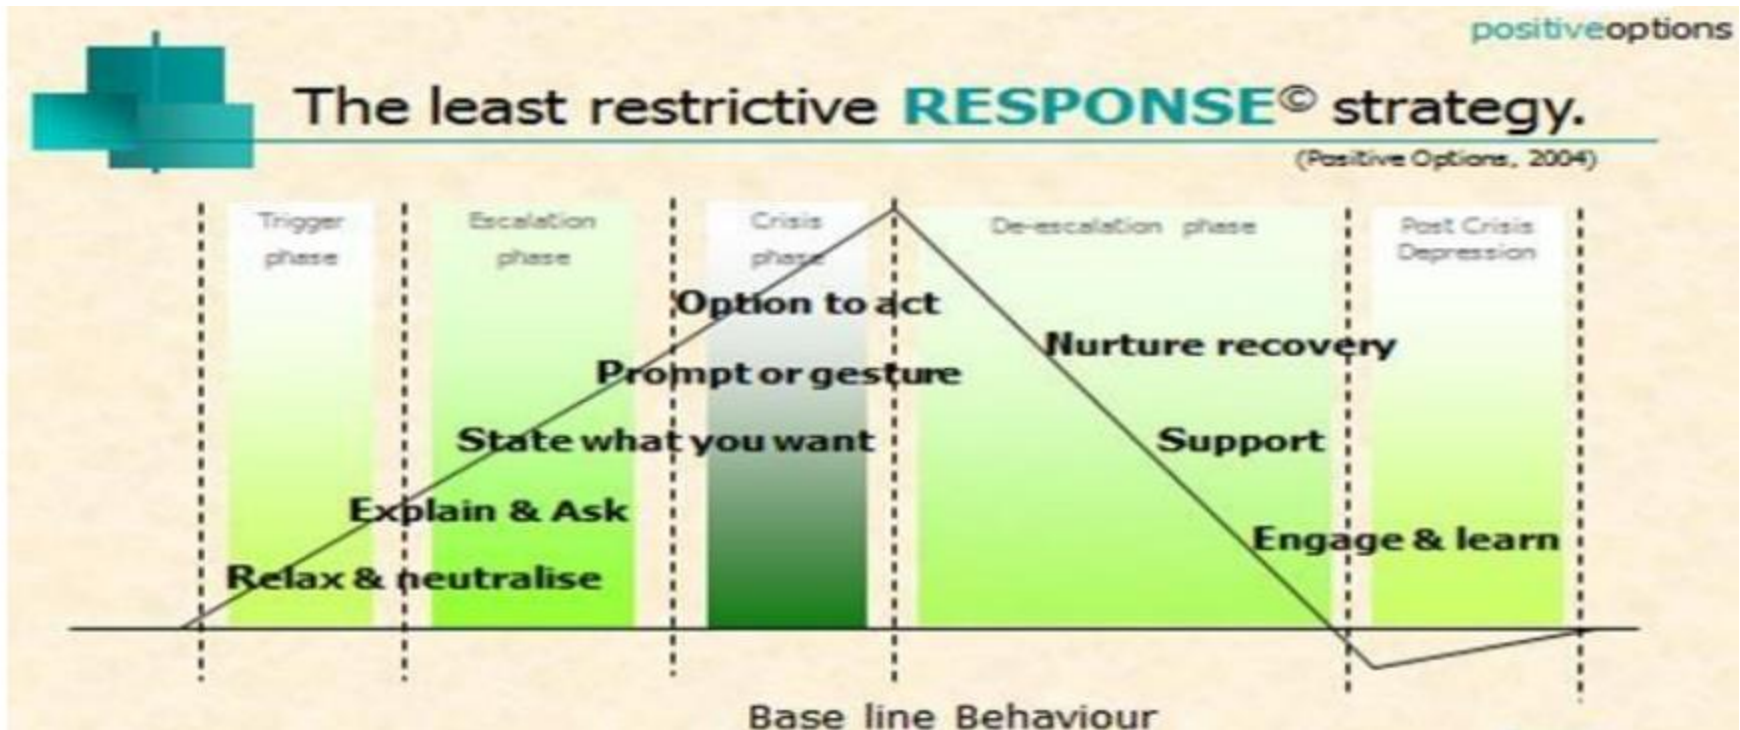 positiveoptions
The least restrictive RESPONSE© strategy.
(Positive Options, 2004)
Trigger
phase
Escalation
phase
Crisis
phase
De-escalation phase
Post Crisis
Depression
Option to act
Nurture recovery
Prompt or gesture
State what you want
Support
Explain & Ask
Engage & learn
Relax & neutralise
Base line Behaviour